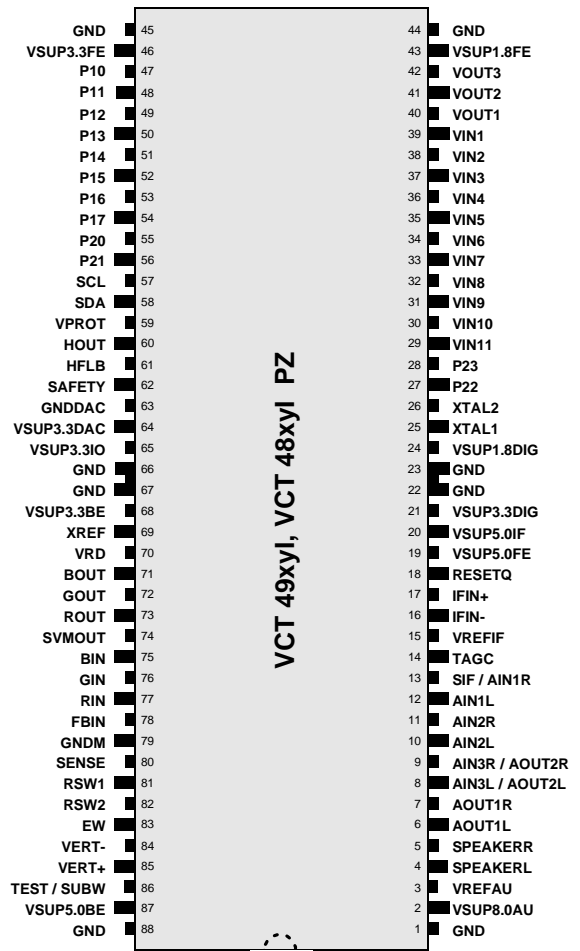 GND 45 44 GND
VSUP3.3FE 46 43 VSUP1.8FE
P10 47 42 VOUT3
P11 48 41 VOUT2
P12 49 40 VOUT1
P13 50 39 VIN1
P14 51 38 VIN2
P15 52 37 VIN3
P16 53 36 VIN4
P17 54 35 VIN5
P20 55 34 VIN6
P21 56 33 VIN7
SCL 57 32 VIN8
SDA 58 31 VIN9
VPROT 59 30 VIN10
HOUT 60 29 VIN11
HFLB 61 28 P23
SAFETY 62 27 P22
GNDDAC 63 26 XTAL2
VSUP3.3DAC 64 25 XTAL1
VSUP3.3IO 65 24 VSUP1.8DIG
GND 66 23 GND
GND 67 22 GND
VSUP3.3BE 68 21 VSUP3.3DIG
XREF 69 20 VSUP5.0IF
VRD 70 19 VSUP5.0FE
BOUT 71 18 RESETQ
GOUT 72 17 IFIN+
ROUT 73 16 IFIN-
SVMOUT 74 15 VREFIF
BIN 75 14 TAGC
GIN 76 13 SIF / AIN1R
RIN 77 12 AIN1L
FBIN 78 11 AIN2R
GNDM 79 10 AIN2L
SENSE 80 9 AIN3R / AOUT2R
RSW1 81 8 AIN3L / AOUT2L
RSW2 82 7 AOUT1R
EW 83 6 AOUT1L
VERT- 84 5 SPEAKERR
VERT+ 85 4 SPEAKERL
TEST / SUBW 86 3 VREFAU
VSUP5.0BE 87 2 VSUP8.0AU
GND 88 1 GND
VCT 49xyI, VCT 48xyI PZ